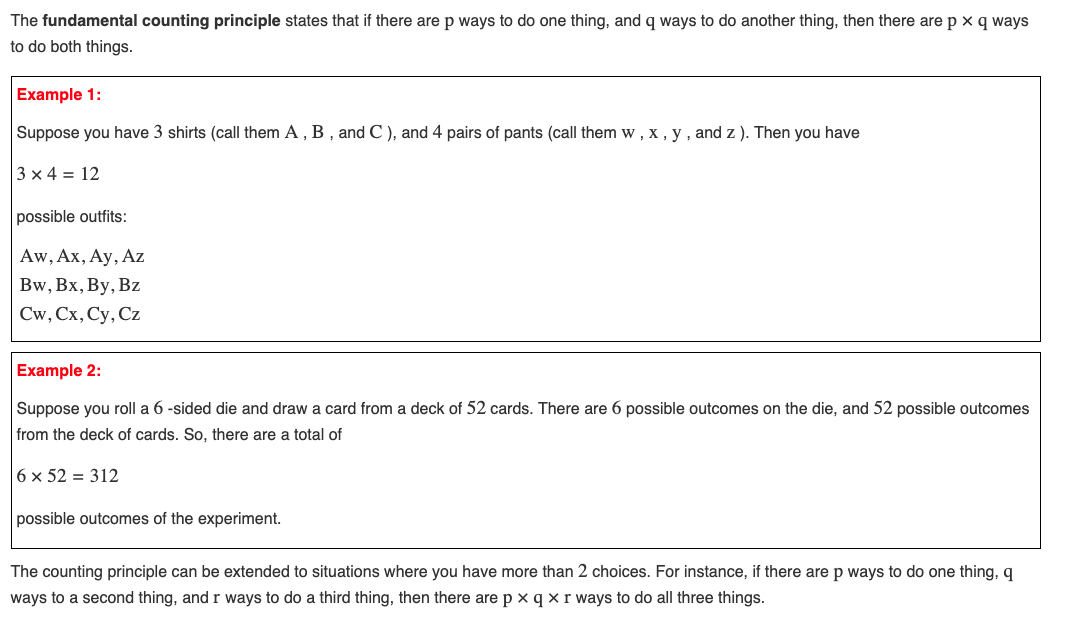 The fundamental counting principle states that if there are p ways to do one thing, and q ways to do another thing, then there are p × q ways
to do both things.
Example 1:
Suppose you have 3 shirts (call them A , B , and C ), and 4 pairs of pants (call them w , x , y , and z ). Then you have
3 × 4 = 12
possible outfits:
Aw, Ax, Ay, Az
Bw, Bx, By, Bz
Cw, Cx, Cy, Cz
Example 2:
Suppose you roll a 6 -sided die and draw a card from a deck of 52 cards. There are 6 possible outcomes on the die, and 52 possible outcomes
from the deck of cards. So, there are a total of
6 × 52 = 312
possible outcomes of the experiment.
The counting principle can be extended to situations where you have more than 2 choices. For instance, if there are p ways to do one thing, q
ways to a second thing, and r ways to do a third thing, then there are p × q × r ways to do all three things.